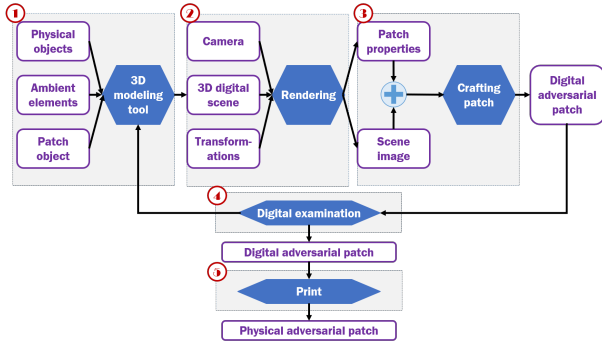 1
Physical
objects
Ambient
elements
Patch
object
3D
modeling
tool
2
Camera
3D digital
scene
Transform-
ations
Rendering
3
Patch
properties
Scene
image
Crafting
patch
Digital
adversarial
patch
4
Digital examination
Digital adversarial patch
5
Print
Physical adversarial patch